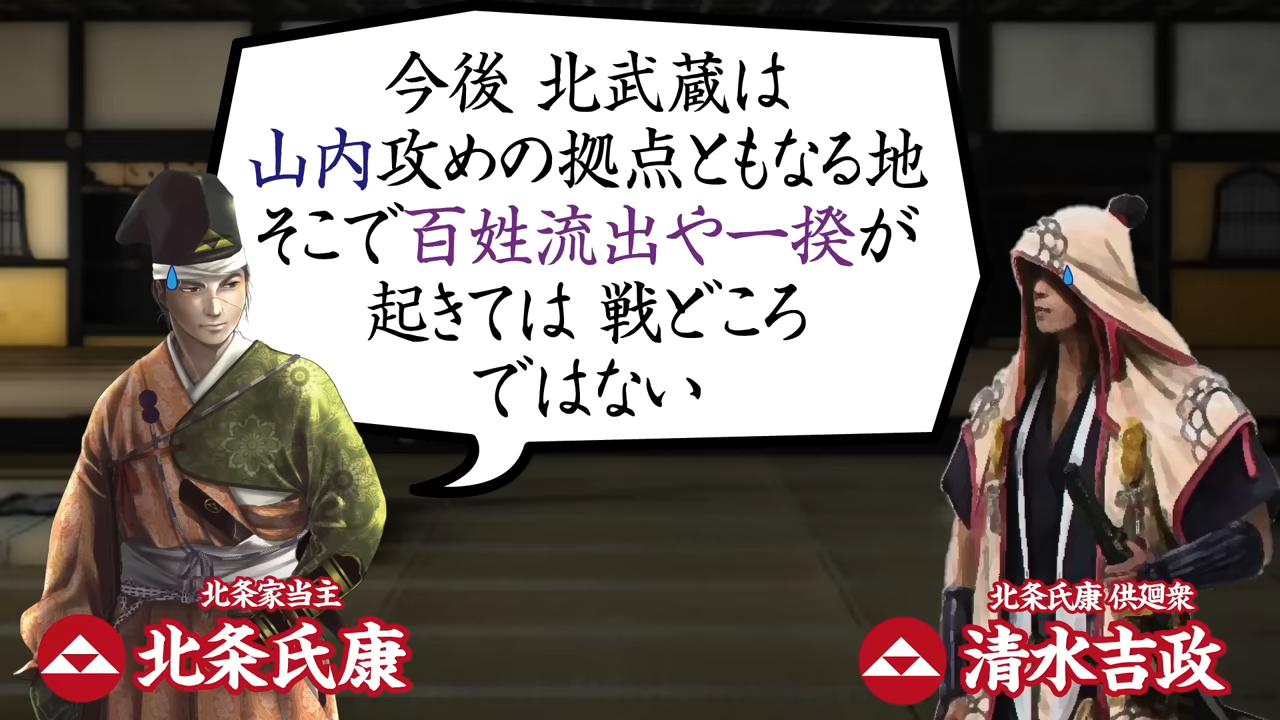 今後 北武蔵は
山内攻めの拠点ともなる地
そこで百姓流出や一揆が
起きては 戦どころ
ではない
北条家当主
北条氏康
北条氏康 供廻衆
清水吉政